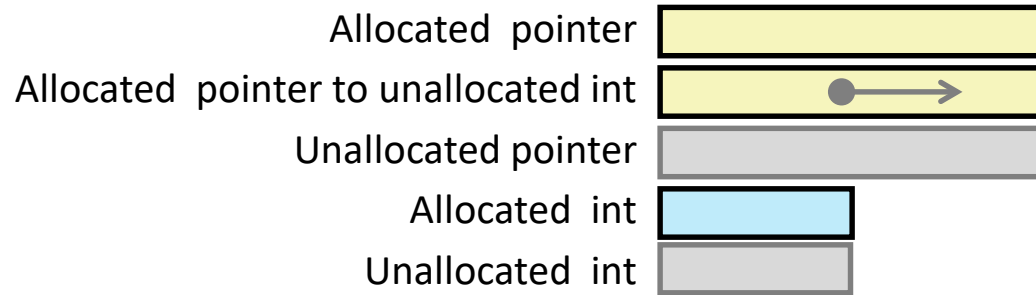 Allocated pointer
Allocated pointer to unallocated int
Unallocated pointer
Allocated int
Unallocated int